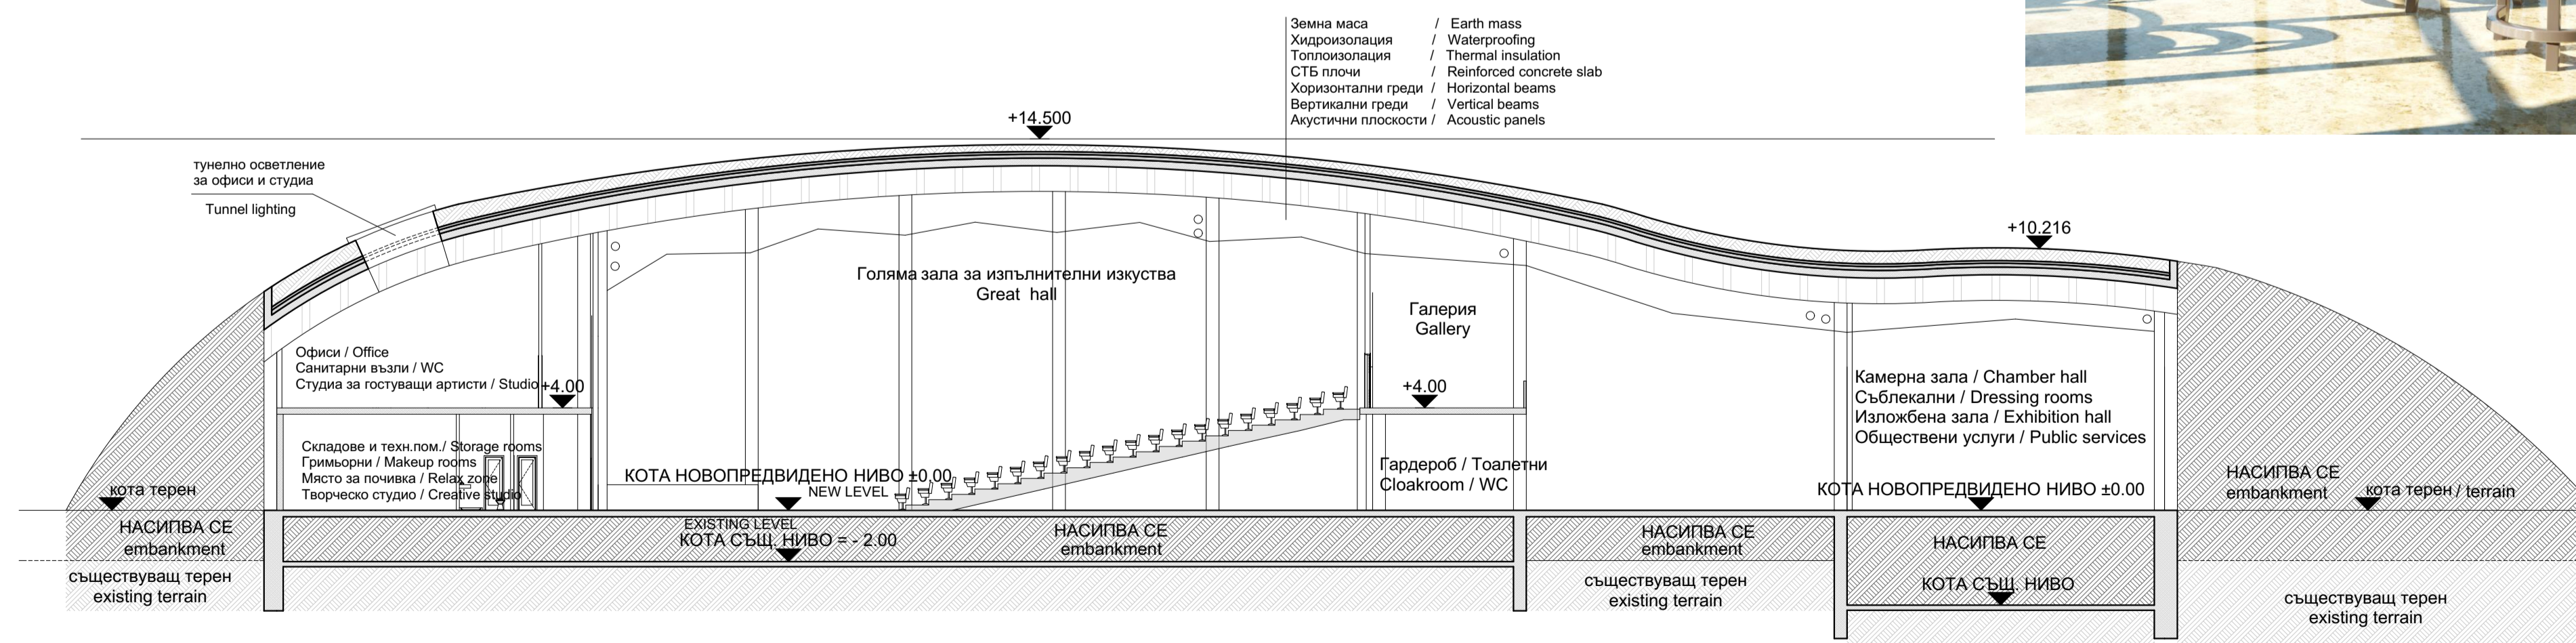 Земна маса / Earth mass
Хидроизолация / Waterproofing
Топлоизолация / Thermal insulation
СТБ плочи / Reinforced concrete slab
Хоризонтални греди / Horizontal beams
Вертикални греди / Vertical beams
Акустични плоскости / Acoustic panels
+14.500
тунелно осветление
за офиси и студиа
Tunnel lighting
+10.216
Голяма зала за изпълнителни изкуства
Great hall
Галерия
Gallery
Офиси / Office
Санитарни възли / WC
Студиа за гостуващи артисти / Studio
+4.00
+4.00
Камерна зала / Chamber hall
Съблекални / Dressing rooms
Изложбена зала / Exhibition hall
Обществени услуги / Public services
Складове и техн.пом./ Storage rooms
Гримьорни / Makeup rooms
Място за почивка / Relax zone
Творческо студио / Creative studio
КОТА НОВОПРЕДВИДЕНО НИВО ±0,00
NEW LEVEL
Гардероб / Тоалетни
Cloakroom / WC
КОТА НОВОПРЕДВИДЕНО НИВО ±0.00
НАСИПВА СЕ
embankment
кота терен
кота терен / terrain
НАСИПВА СЕ
embankment
EXISTING LEVEL
КОТА СЪЩ. НИВО = - 2.00
НАСИПВА СЕ
embankment
НАСИПВА СЕ
embankment
НАСИПВА СЕ
КОТА СЪЩ. НИВО
съществуващ терен
existing terrain
съществуващ терен
existing terrain
съществуващ терен
existing terrain